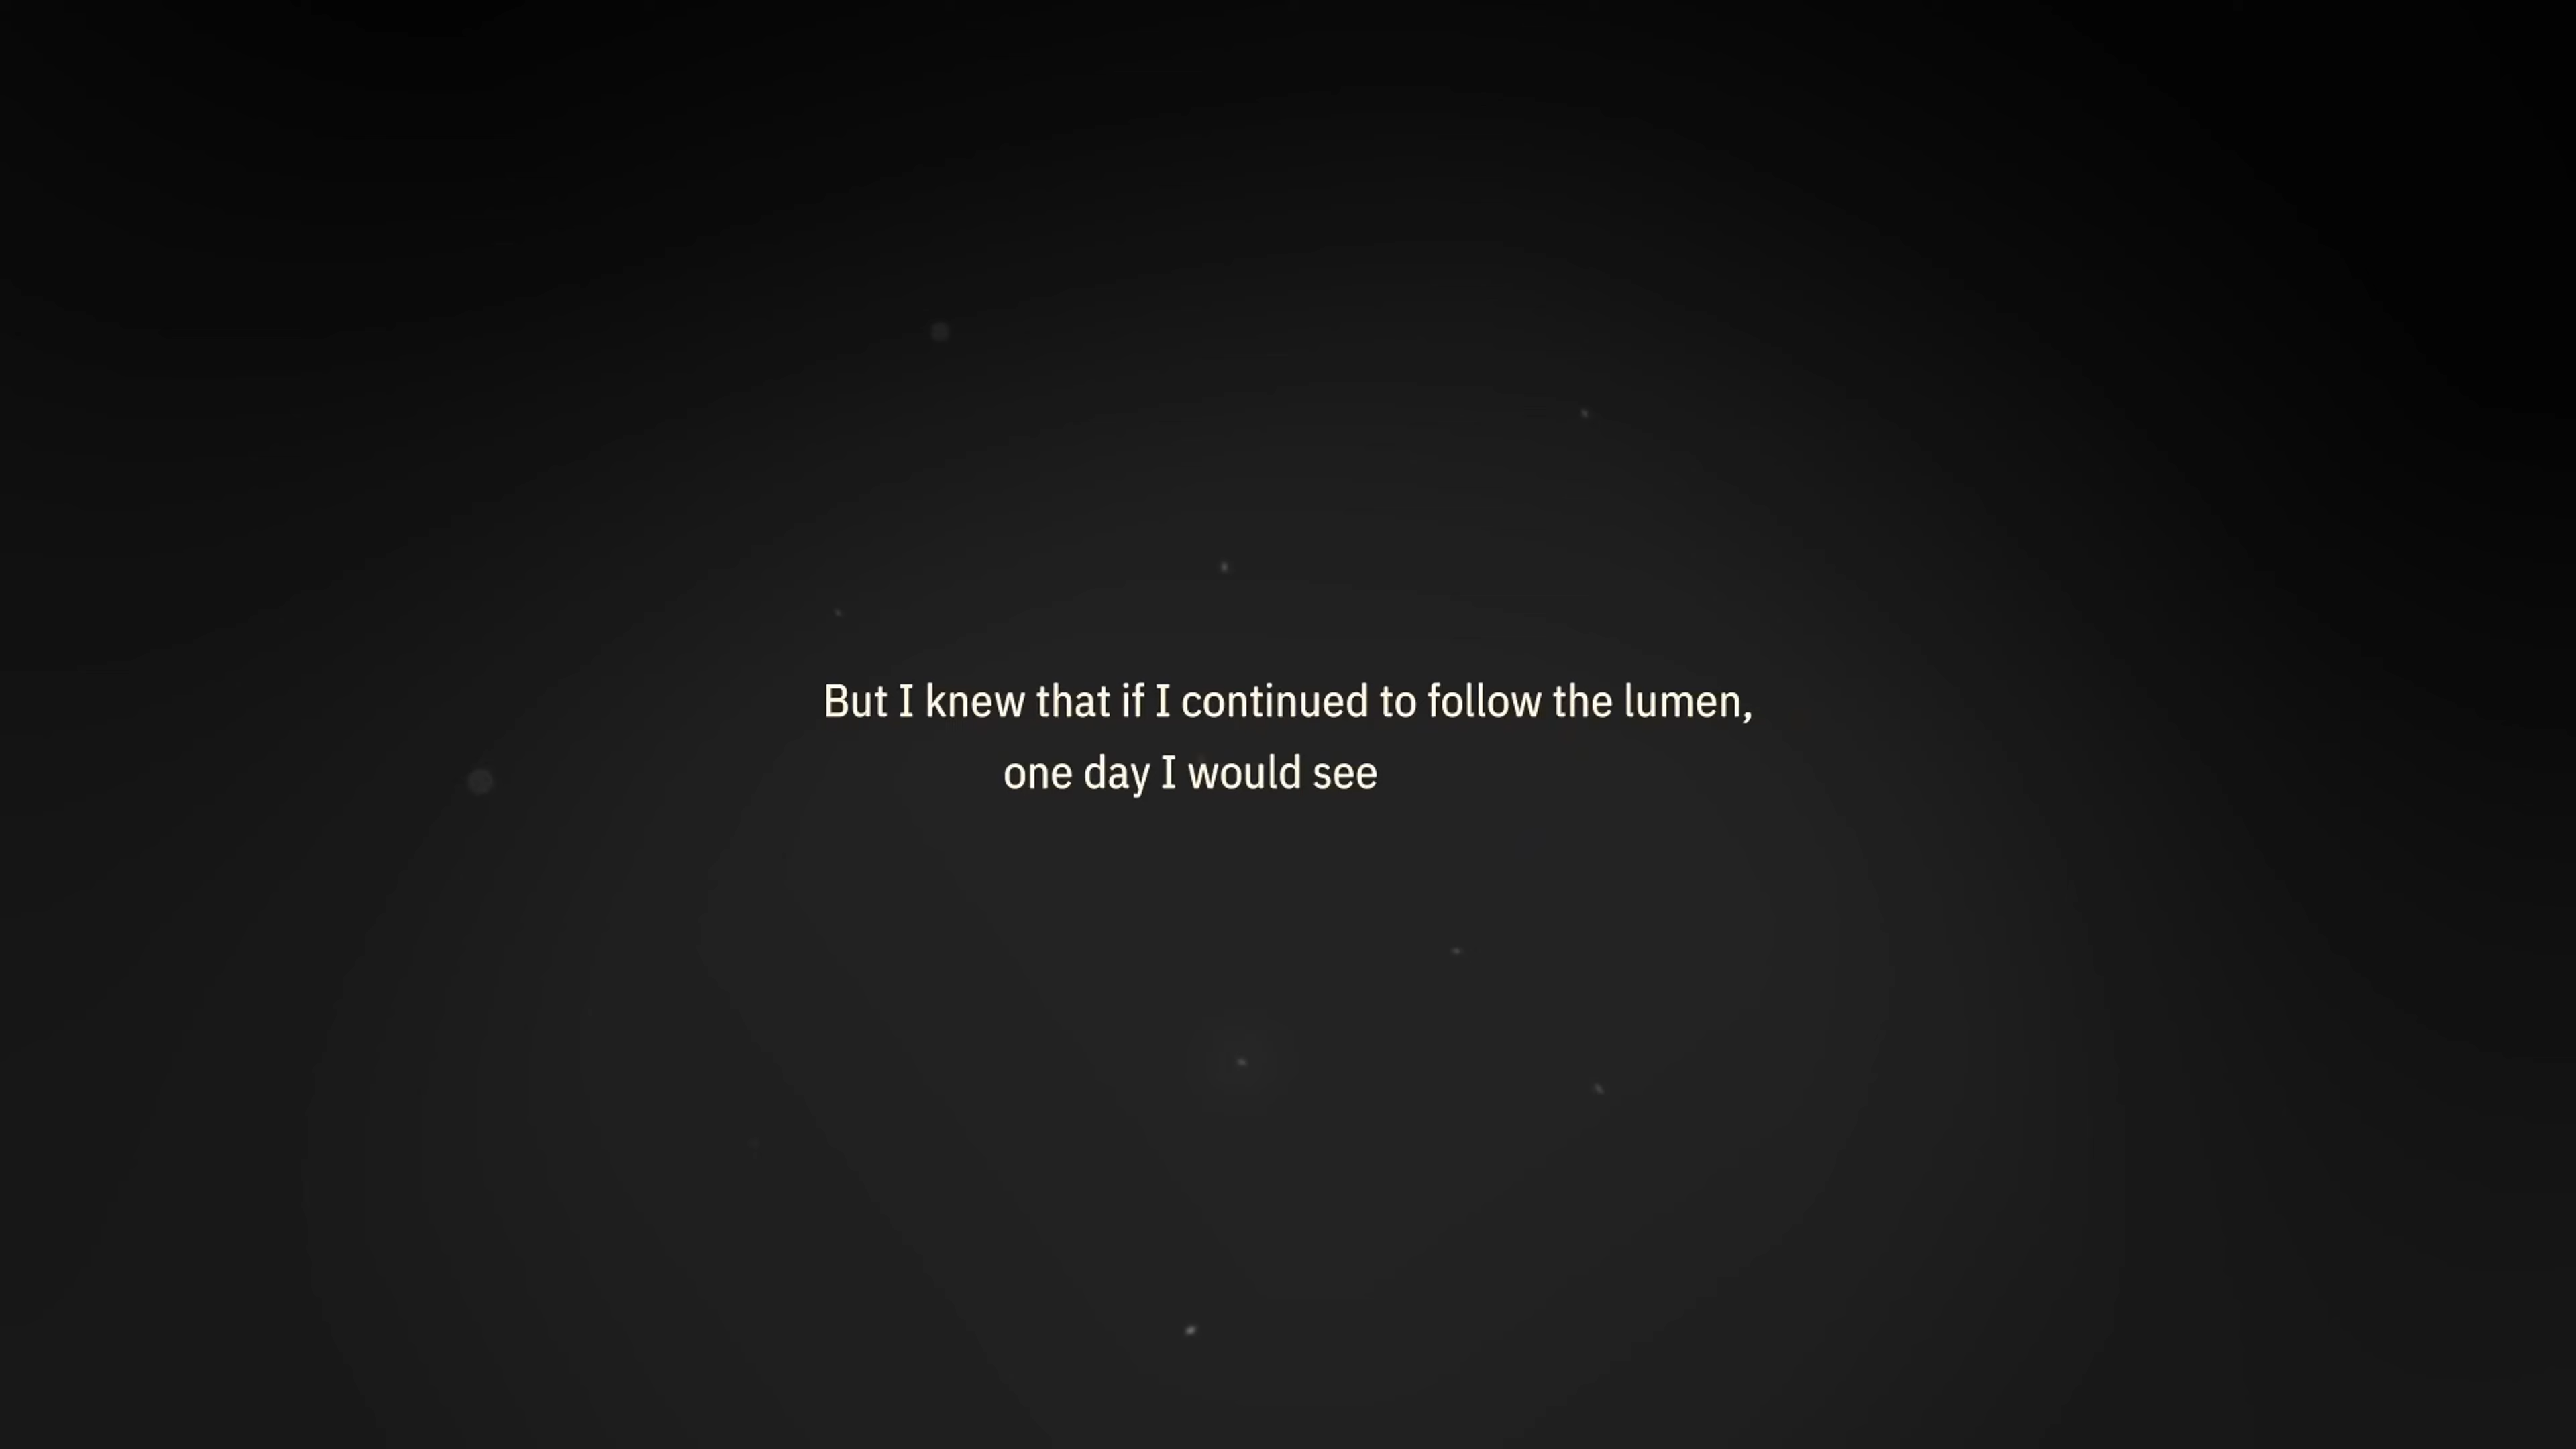 But I knew that if I continued to follow the lumen,
one day I would see